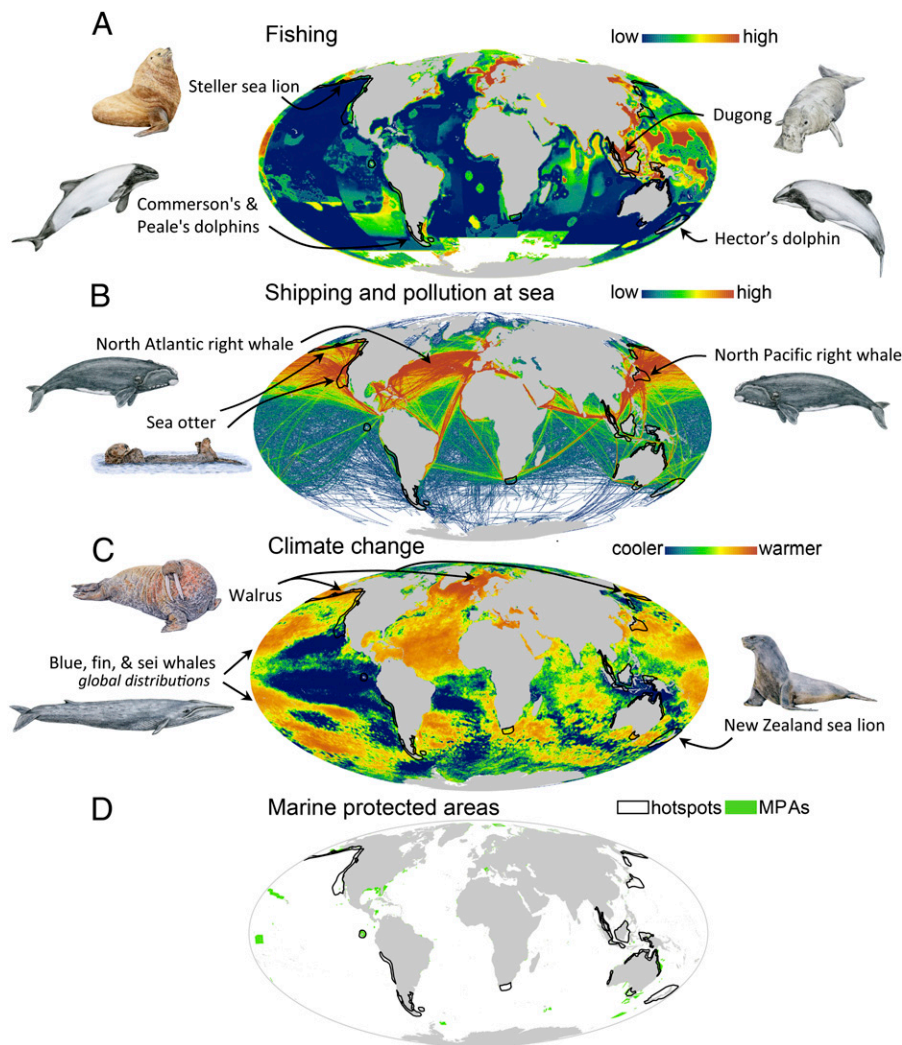 A
Fishing
low high
Steller sea lion
Dugong
Commerson's &
Peale's dolphins
Hector's dolphin
B
Shipping and pollution at sea
low high
North Atlantic right whale
North Pacific right whale
Sea otter
C
Climate change
cooler warmer
Walrus
Blue, fin, & sei whales
global distributions
New Zealand sea lion
D
Marine protected areas
hotspots MPAs